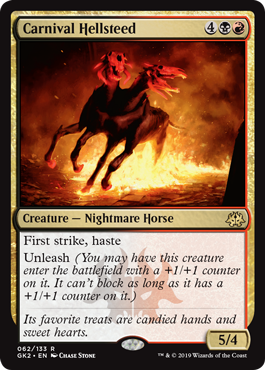 Carnival Hellsteed 4
Creature — Nightmare Horse
First strike, haste
Unleash (You may have this creature
enter the battlefield with a +1/+1 counter
on it. It can't block as long as it has a
+1/+1 counter on it.)
Its favorite treats are candied hands and
sweet hearts.
5/4
062/133 R
GK2 • EN Chase Stone
™ & © 2019 Wizards of the Coast